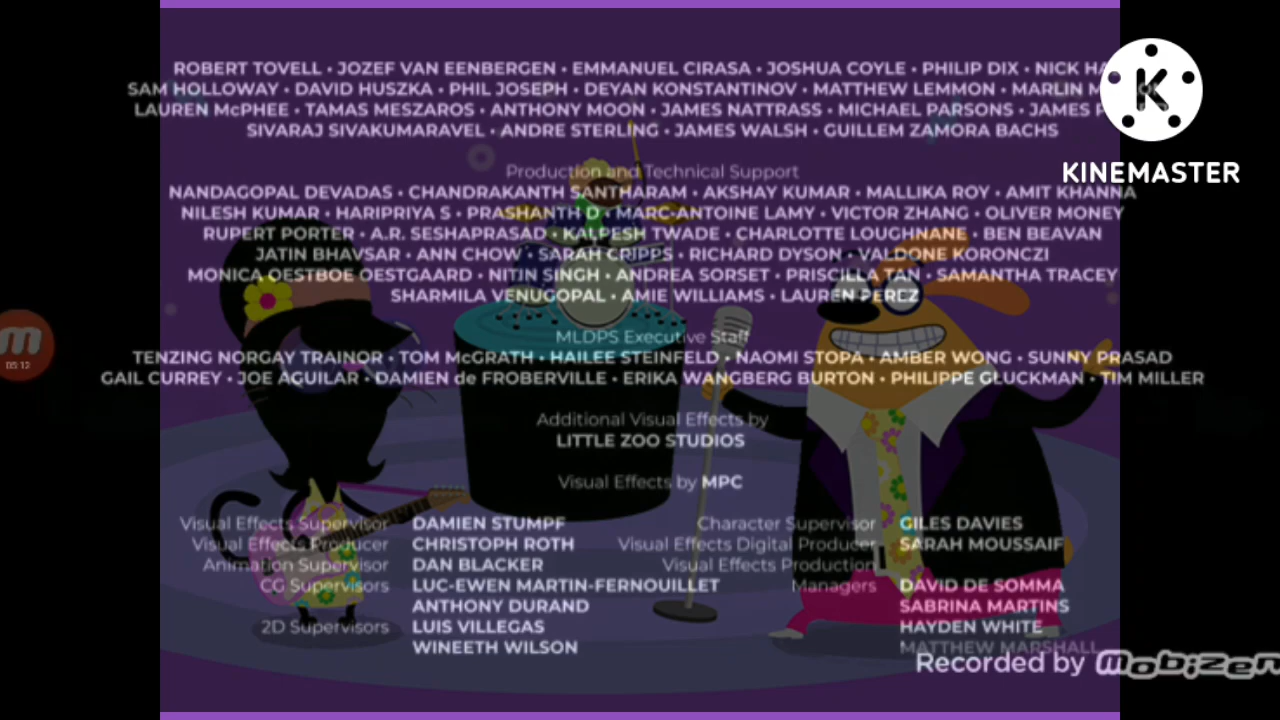 ROBERT TOVELL • JOZEF VAN EENBERGEN • EMMANUEL CIRASA • JOSHUA COYLE • PHILIP DIX • NICK
SAM HOLLOWAY • DAVID HUSZKA • PHIL JOSEPH • DEYAN KONSTANTINOV • MATTHEW LEMMON • MARLIN
LAUREN McPHEE • TAMAS MESZAROS • ANTHONY MOON • JAMES NATTRASS • MICHAEL PARSONS • JAMES
SIVARAJ SIVAKUMARAVEL • ANDRE STERLING • JAMES WALSH • GUILLEM ZAMORA BACHS
KINEMASTER
Production and Technical Support
NANDAGOPAL DEVADAS • CHANDRAKANTH SANTHARAM • AKSHAY KUMAR • MALLIKA ROY • AMIT KHANNA
NILESH KUMAR • HARIPRIYA S • PRASHANTH D • MARC-ANTOINE LAMY • VICTOR ZHANG • OLIVER MONEY
RUPERT PORTER • A.R. SESHAPRASAD • KALPESH TWADE • CHARLOTTE LOUGHNANE • BEN BEAVAN
JATIN BHAVSAR • ANN CHOW • SARAH CRIPPS • RICHARD DYSON • VALDONE KORONCZI
MONICA OESTBOE OESTGAARD • NITIN SINGH • ANDREA SORSET • PRISCILLA TAN • SAMANTHA TRACEY
SHARMILA VENUGOPAL • AMIE WILLIAMS • LAUREN PEREZ
MLDPS Executive Staff
TENZING NORGAY TRAINOR • TOM McGRATH • HAILEE STEINFELD • NAOMI STOPA • AMBER WONG • SUNNY PRASAD
GAIL CURREY • JOE AGUILAR • DAMIEN de FROBERVILLE • ERIKA WANGBERG BURTON • PHILIPPE GLUCKMAN • TIM MILLER
05:12
Additional Visual Effects by
LITTLE ZOO STUDIOS
Visual Effects by MPC
Visual Effects Supervisor DAMIEN STUMPF Character Supervisor GILES DAVIES
Visual Effects Producer CHRISTOPH ROTH Visual Effects Digital Producer SARAH MOUSSAIF
Animation Supervisor DAN BLACKER Visual Effects Production
CG Supervisors LUC-EWEN MARTIN-FERNOUILLET Managers DAVID DE SOMMA
ANTHONY DURAND SABRINA MARTINS
2D Supervisors LUIS VILLEGAS HAYDEN WHITE
WINEETH WILSON MATTHEW MARSHALL
Recorded by mobizen